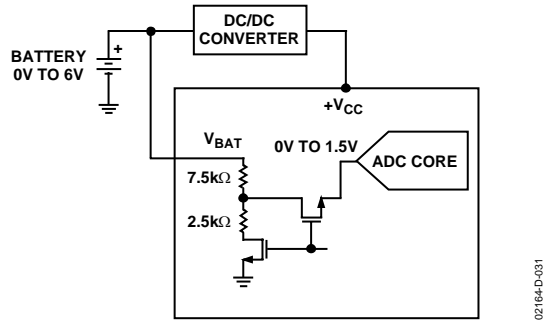 DC/DC
CONVERTER
BATTERY
0V TO 6V
+
+VCC
VBAT
0V TO 1.5V
ADC CORE
7.5kΩ
2.5kΩ
02164-D-031